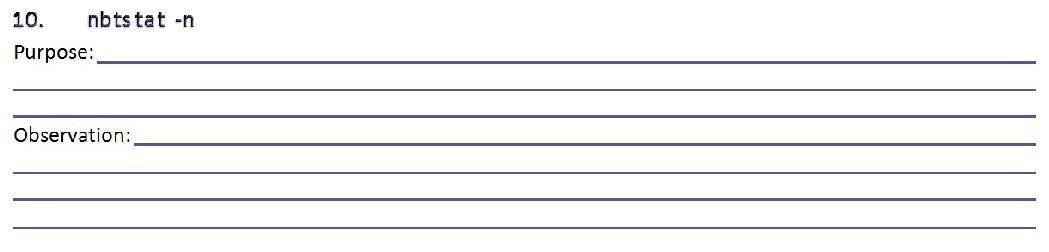 10. nbtstat -n
Purpose:
Observation: